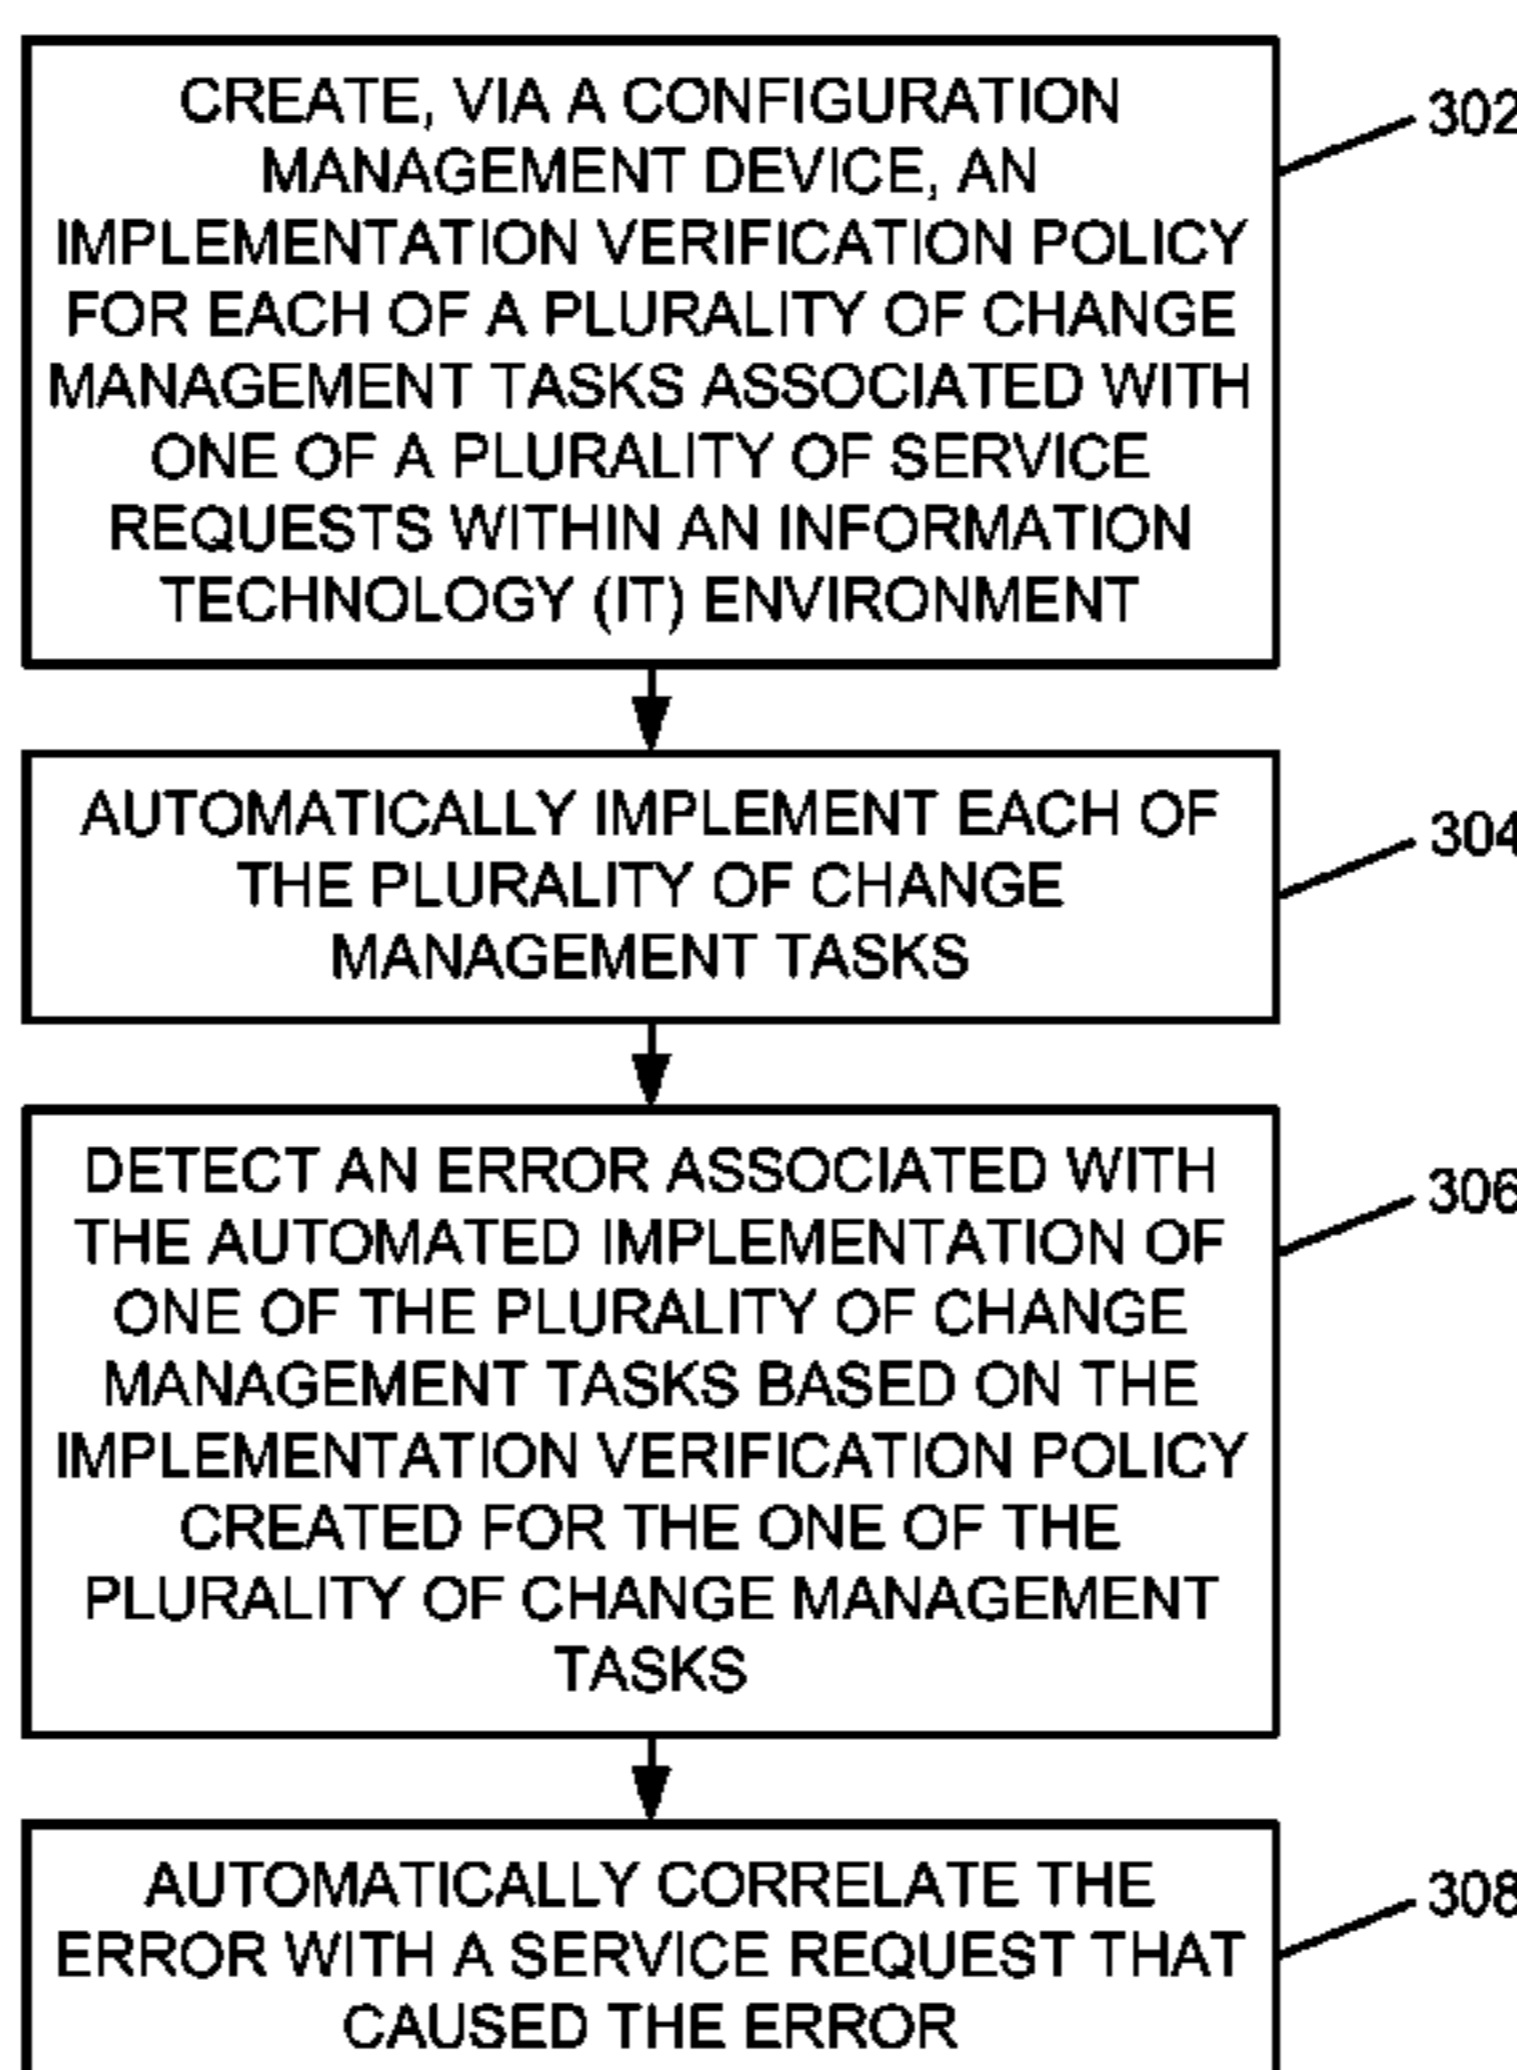 CREATE, VIA A CONFIGURATION
MANAGEMENT DEVICE, AN
IMPLEMENTATION VERIFICATION POLICY
FOR EACH OF A PLURALITY OF CHANGE
MANAGEMENT TASKS ASSOCIATED WITH
ONE OF A PLURALITY OF SERVICE
REQUESTS WITHIN AN INFORMATION
TECHNOLOGY (IT) ENVIRONMENT
302
AUTOMATICALLY IMPLEMENT EACH OF
THE PLURALITY OF CHANGE
MANAGEMENT TASKS
304
DETECT AN ERROR ASSOCIATED WITH
THE AUTOMATED IMPLEMENTATION OF
ONE OF THE PLURALITY OF CHANGE
MANAGEMENT TASKS BASED ON THE
IMPLEMENTATION VERIFICATION POLICY
CREATED FOR THE ONE OF THE
PLURALITY OF CHANGE MANAGEMENT
TASKS
306
AUTOMATICALLY CORRELATE THE
ERROR WITH A SERVICE REQUEST THAT
CAUSED THE ERROR
308